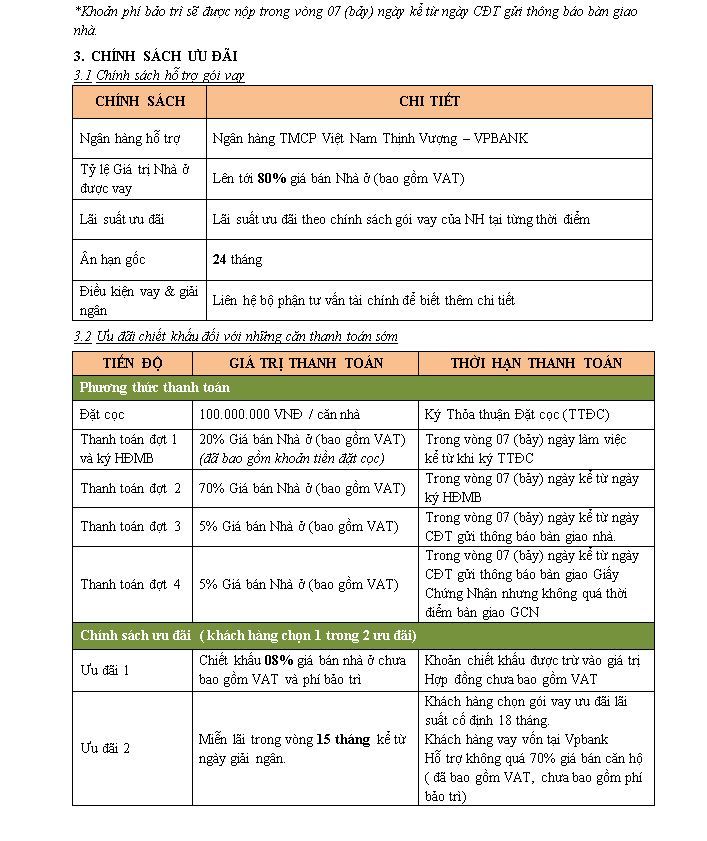 *Khoản phí bảo trì sẽ được nộp trong vòng 07 (bảy) ngày kể từ ngày CĐT gửi thông báo bàn giao
nhà.
3. CHÍNH SÁCH ƯU ĐÃI
3.1 Chính sách hỗ trợ gói vay
CHÍNH SÁCH CHI TIẾT
Ngân hàng hỗ trợ Ngân hàng TMCP Việt Nam Thịnh Vượng – VPBANK
Tỷ lệ Giá trị Nhà ở
được vay
Lên tới 80% giá bán Nhà ở (bao gồm VAT)
Lãi suất ưu đãi Lãi suất ưu đãi theo chính sách gói vay của NH tại từng thời điểm
Ân hạn gốc 24 tháng
Điều kiện vay & giải
ngân
Liên hệ bộ phận tư vấn tài chính để biết thêm chi tiết
3.2 Ưu đãi chiết khấu đối với những căn thanh toán sớm
TIẾN ĐỘ GIÁ TRỊ THANH TOÁN THỜI HẠN THANH TOÁN
Phương thức thanh toán
Đặt cọc 100.000.000 VNĐ / căn nhà Ký Thỏa thuận Đặt cọc (TTĐC)
Thanh toán đợt 1
và ký HĐMB
20% Giá bán Nhà ở (bao gồm VAT)
(đã bao gồm khoản tiền đặt cọc)
Trong vòng 07 (bảy) ngày làm việc
kể từ khi ký TTĐC
Thanh toán đợt 2 70% Giá bán Nhà ở (bao gồm VAT)
Trong vòng 07 (bảy) ngày kể từ ngày
ký HĐMB
Thanh toán đợt 3 5% Giá bán Nhà ở (bao gồm VAT)
Trong vòng 07 (bảy) ngày kể từ ngày
CĐT gửi thông báo bàn giao nhà.
Thanh toán đợt 4 5% Giá bán Nhà ở (bao gồm VAT)
Trong vòng 07 (bảy) ngày kể từ ngày
CĐT gửi thông báo bàn giao Giấy
Chứng Nhận nhưng không quá thời
điểm bàn giao GCN
Chính sách ưu đãi ( khách hàng chọn 1 trong 2 ưu đãi)
Ưu đãi 1
Chiết khấu 08% giá bán nhà ở chưa
bao gồm VAT và phí bảo trì
Khoản chiết khấu được trừ vào giá trị
Hợp đồng chưa bao gồm VAT
Ưu đãi 2
Miễn lãi trong vòng 15 tháng kể từ
ngày giải ngân.
Khách hàng chọn gói vay ưu đãi lãi
suất cố định 18 tháng.
Khách hàng vay vốn tại Vpbank
Hỗ trợ không quá 70% giá bán căn hộ
( đã bao gồm VAT, chưa bao gồm phí
bảo trì)